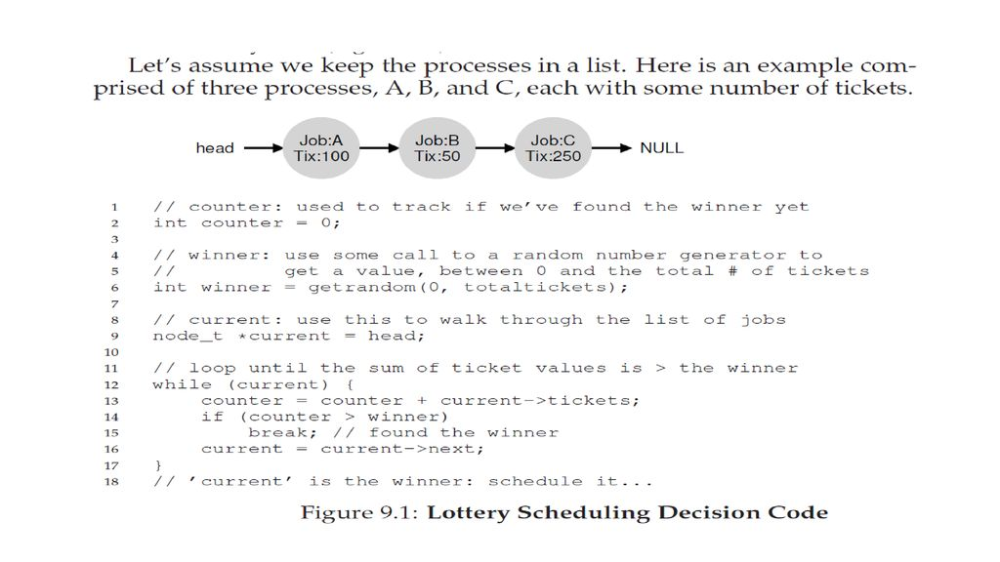 Let's assume we keep the processes in a list. Here is an example com-
prised of three processes, A, B, and C, each with some number of tickets.
head
Job:A
Tix:100
Job:B
Tix:50
Job:C
Tix:250
NULL
1 // counter: used to track if we've found the winner yet
2 int counter = 0;
3
4 // winner: use some call to a random number generator to
5 //         get a value, between 0 and the total # of tickets
6 int winner = getrandom(0, totaltickets);
7
8 // current: use this to walk through the list of jobs
9 node_t *current = head;
10
11 // loop until the sum of ticket values is > the winner
12 while (current) {
13     counter = counter + current->tickets;
14     if (counter > winner)
15         break; // found the winner
16     current = current->next;
17 }
18 // 'current' is the winner: schedule it...
Figure 9.1: Lottery Scheduling Decision Code